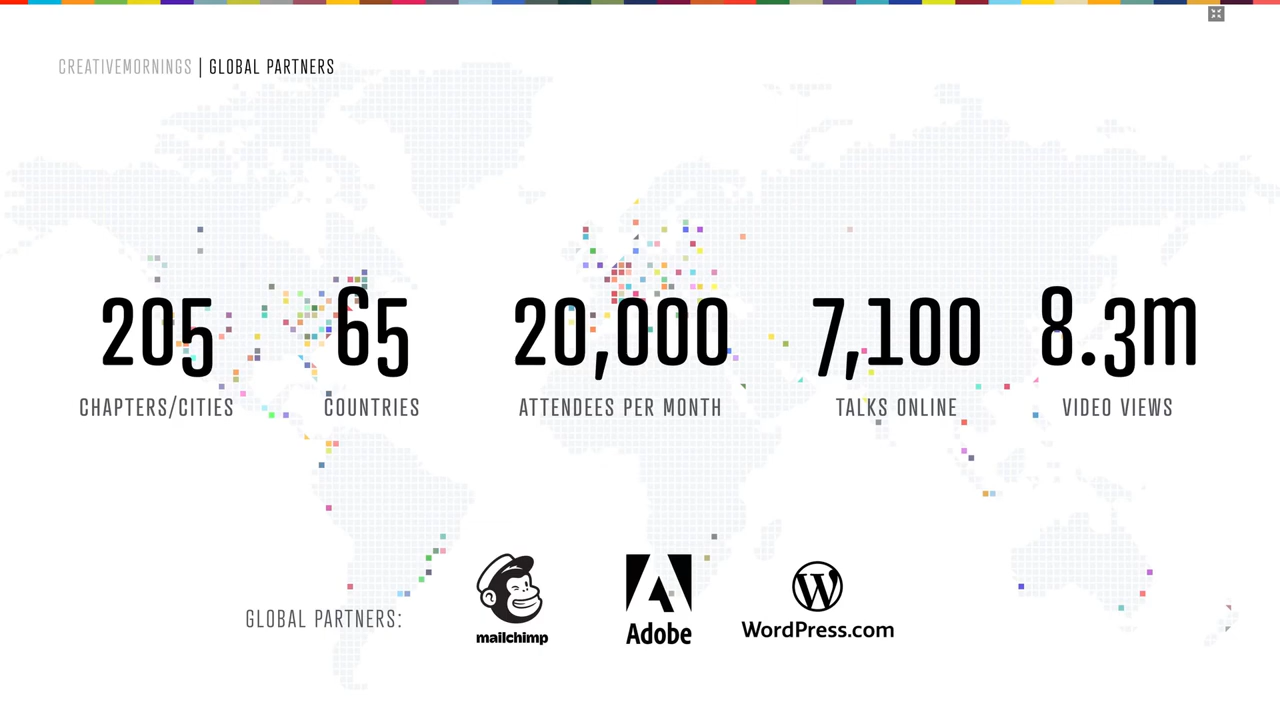 CREATIVEMORNINGS | GLOBAL PARTNERS
205 65 20,000 7,100 8.3m
CHAPTERS/CITIES COUNTRIES ATTENDEES PER MONTH TALKS ONLINE VIDEO VIEWS
GLOBAL PARTNERS:
mailchimp Adobe WordPress.com